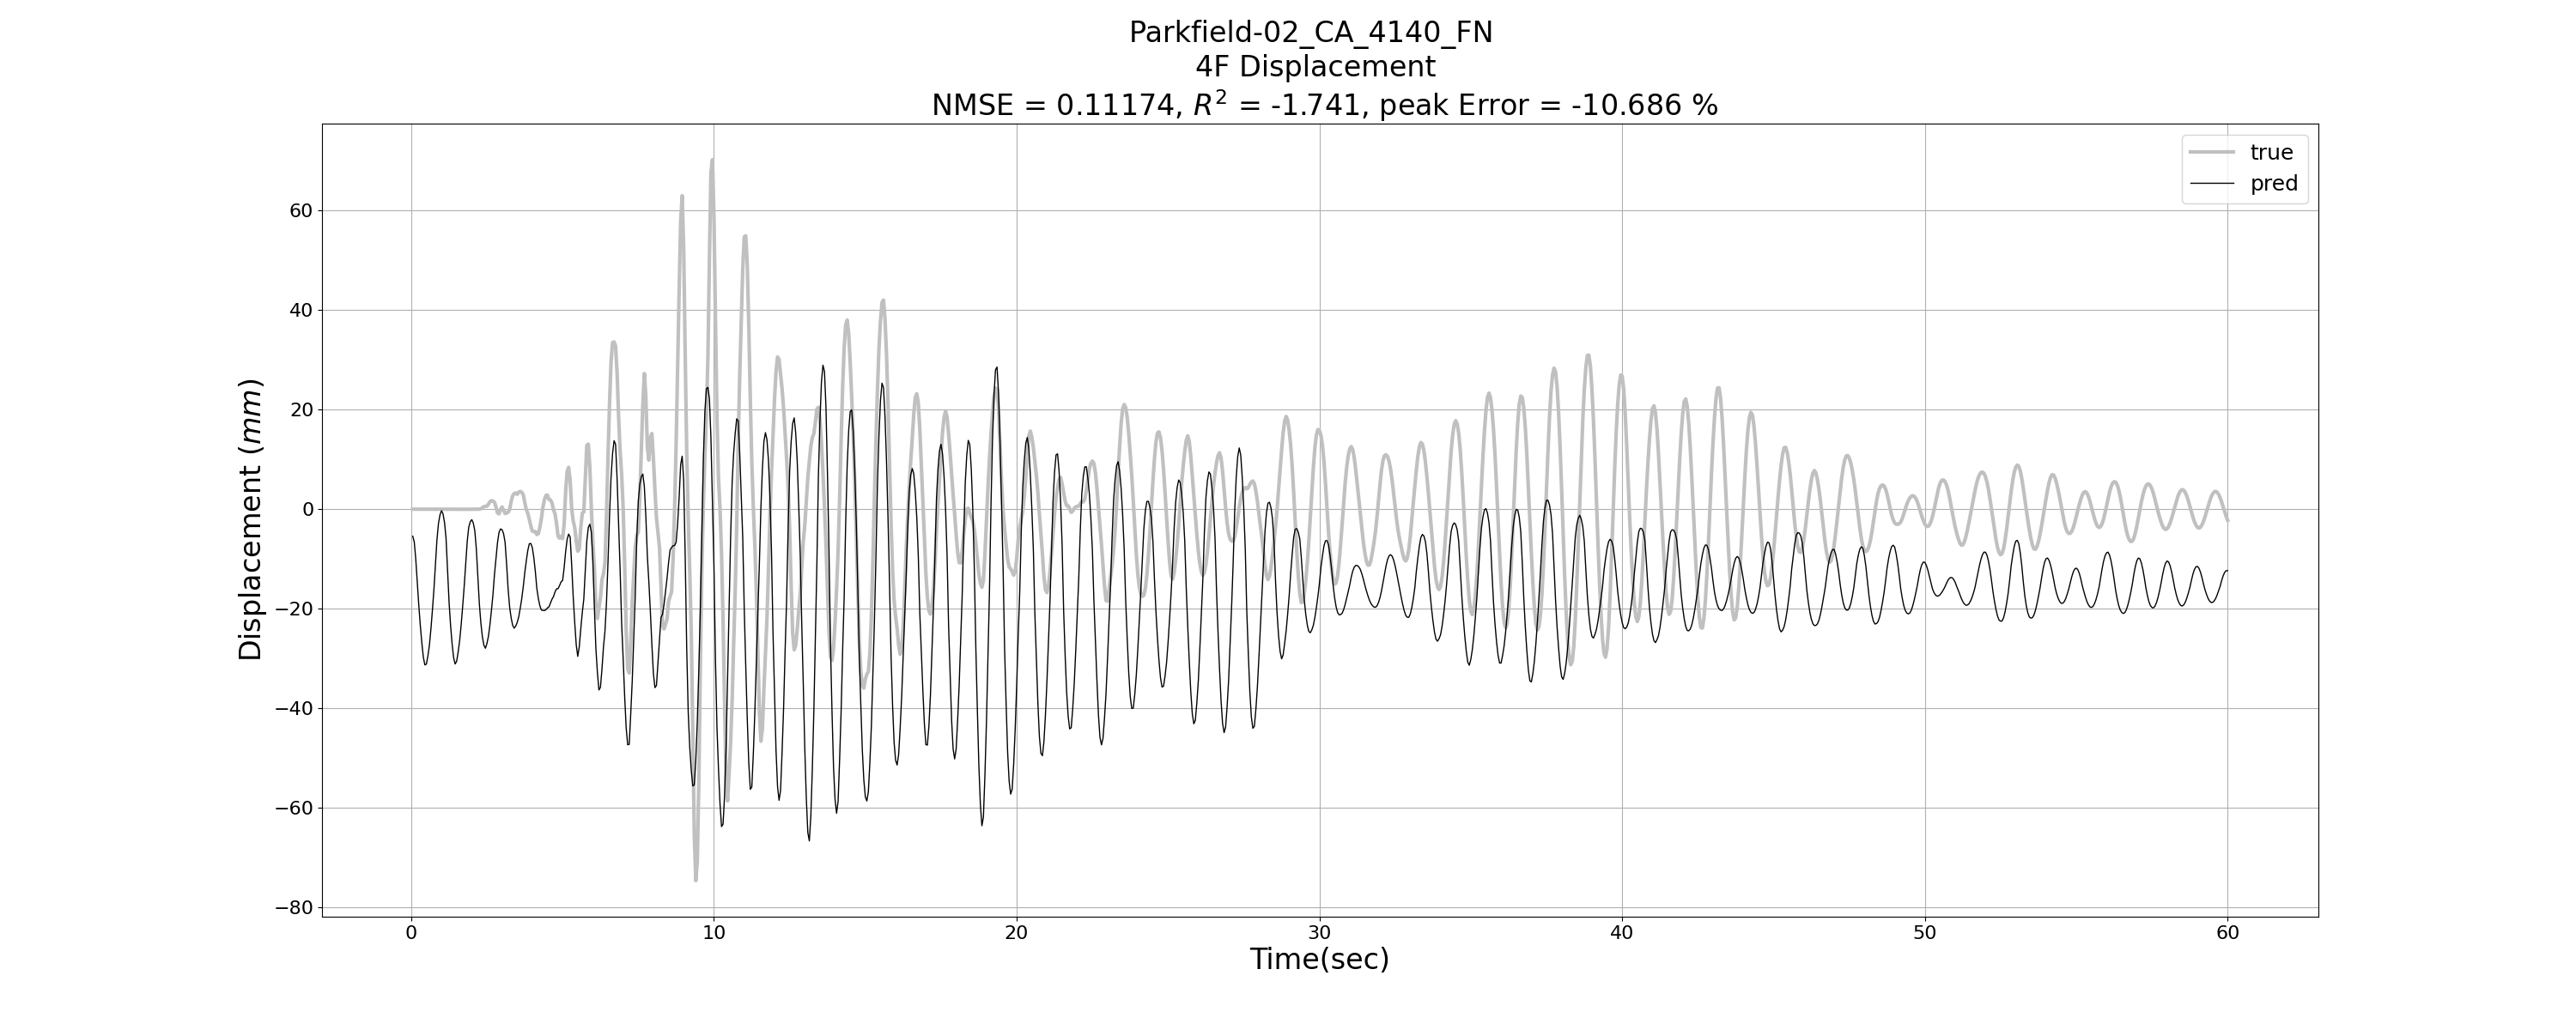 Parkfield-02_CA_4140_FN
4F Displacement
NMSE = 0.11174, R² = -1.741, peak Error = -10.686 %
true
pred
60
40
20
0
−20
−40
−60
−80
Displacement (mm)
0 10 20 30 40 50 60
Time(sec)